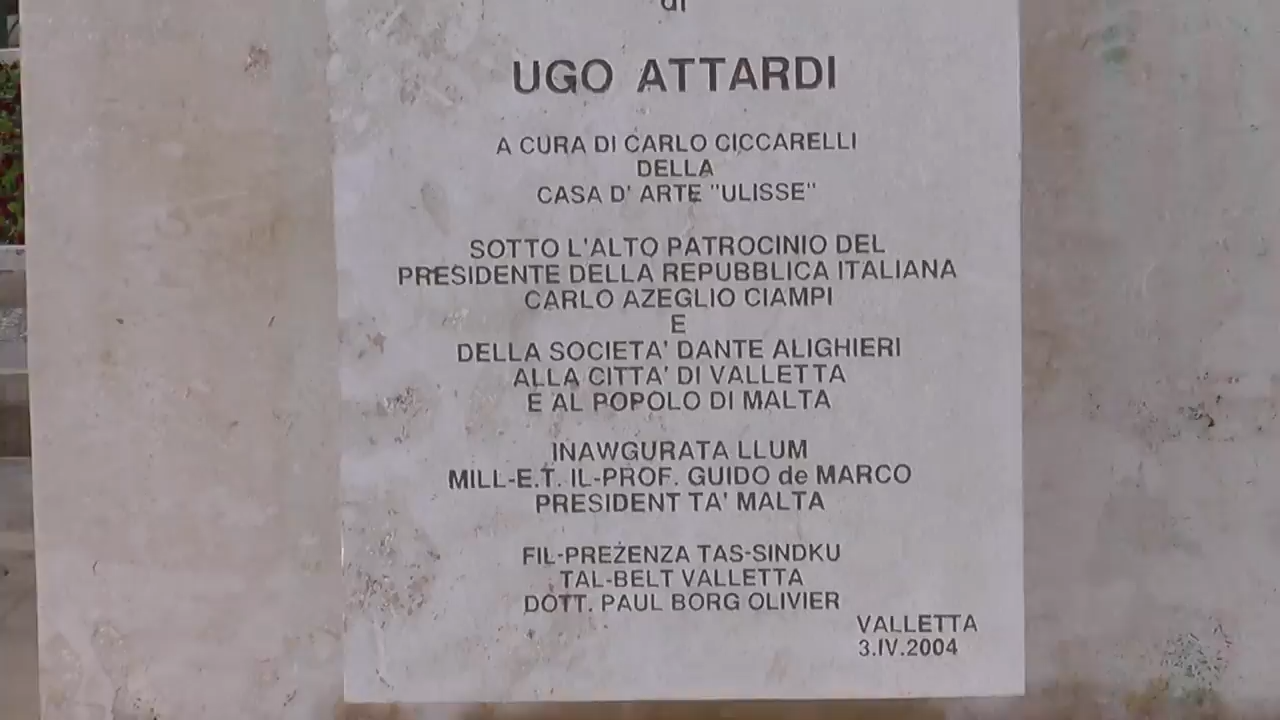 di
UGO ATTARDI
A CURA DI CARLO CICCARELLI
DELLA
CASA D' ARTE "ULISSE"
SOTTO L'ALTO PATROCINIO DEL
PRESIDENTE DELLA REPUBBLICA ITALIANA
CARLO AZEGLIO CIAMPI
E
DELLA SOCIETA' DANTE ALIGHIERI
ALLA CITTA' DI VALLETTA
E AL POPOLO DI MALTA
INAWGURATA LLUM
MILL-E.T. IL-PROF. GUIDO de MARCO
PRESIDENT TA' MALTA
FIL-PREŻENZA TAS-SINDKU
TAL-BELT VALLETTA
DOTT. PAUL BORG OLIVIER
VALLETTA
3.IV.2004